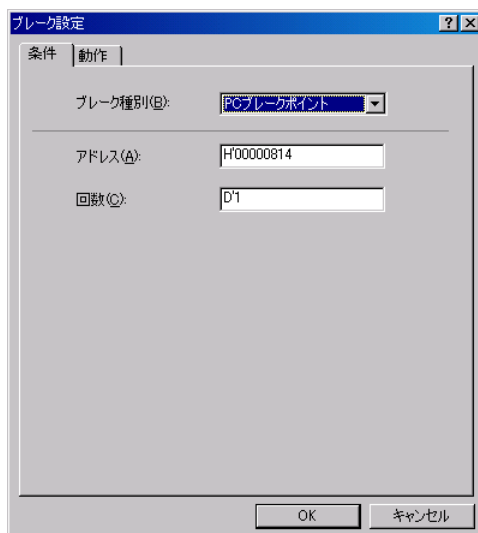 ブレーク設定
条件 動作
ブレーク種別(B): PCブレークポイント
アドレス(A): H'00000814
回数(C): D'1
OK キャンセル